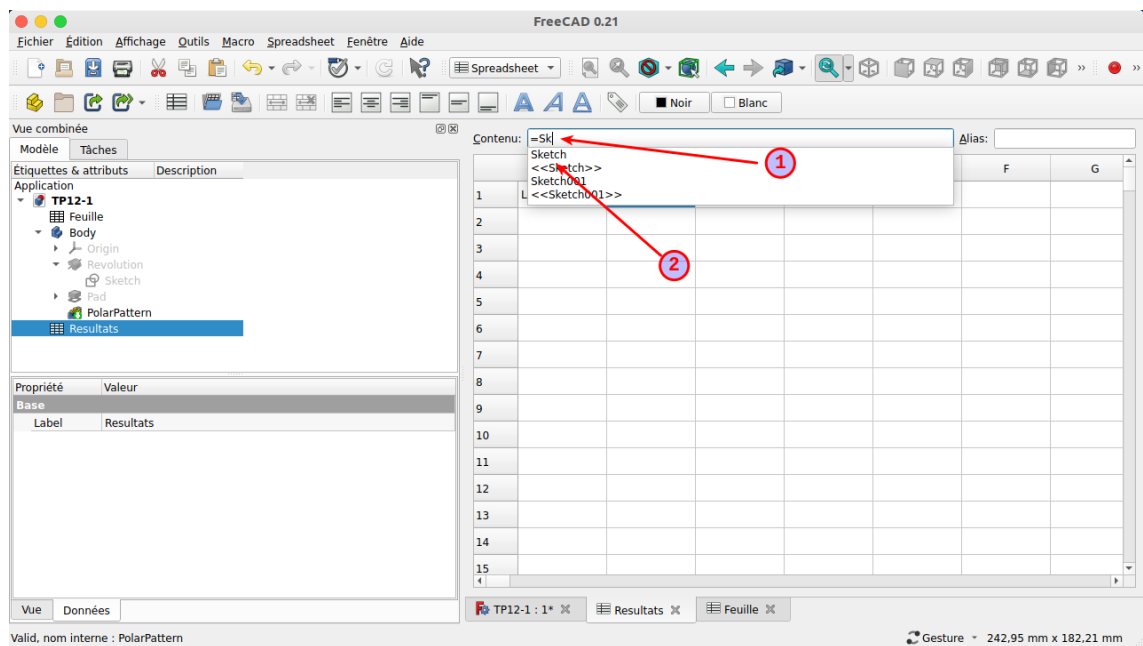 FreeCAD 0.21
Fichier Édition Affichage Outils Macro Spreadsheet Fenêtre Aide
Spreadsheet
»
»
Noir Blanc
Vue combinée
Modèle Tâches
Contenu: =Sk Alias:
Sketch
<<Sketch>>
Sketch001
<<Sketch001>>
1
2
Étiquettes & attributs Description
Application
TP12-1
Feuille
Body
Origin
Revolution
Sketch
Pad
PolarPattern
Resultats
F G
1 L
2
3
4
5
6
7
8
9
10
11
12
13
14
15
Propriété Valeur
Base
Label Resultats
Vue Données
TP12-1 : 1* Resultats Feuille
Valid, nom interne : PolarPattern
Gesture 242,95 mm x 182,21 mm